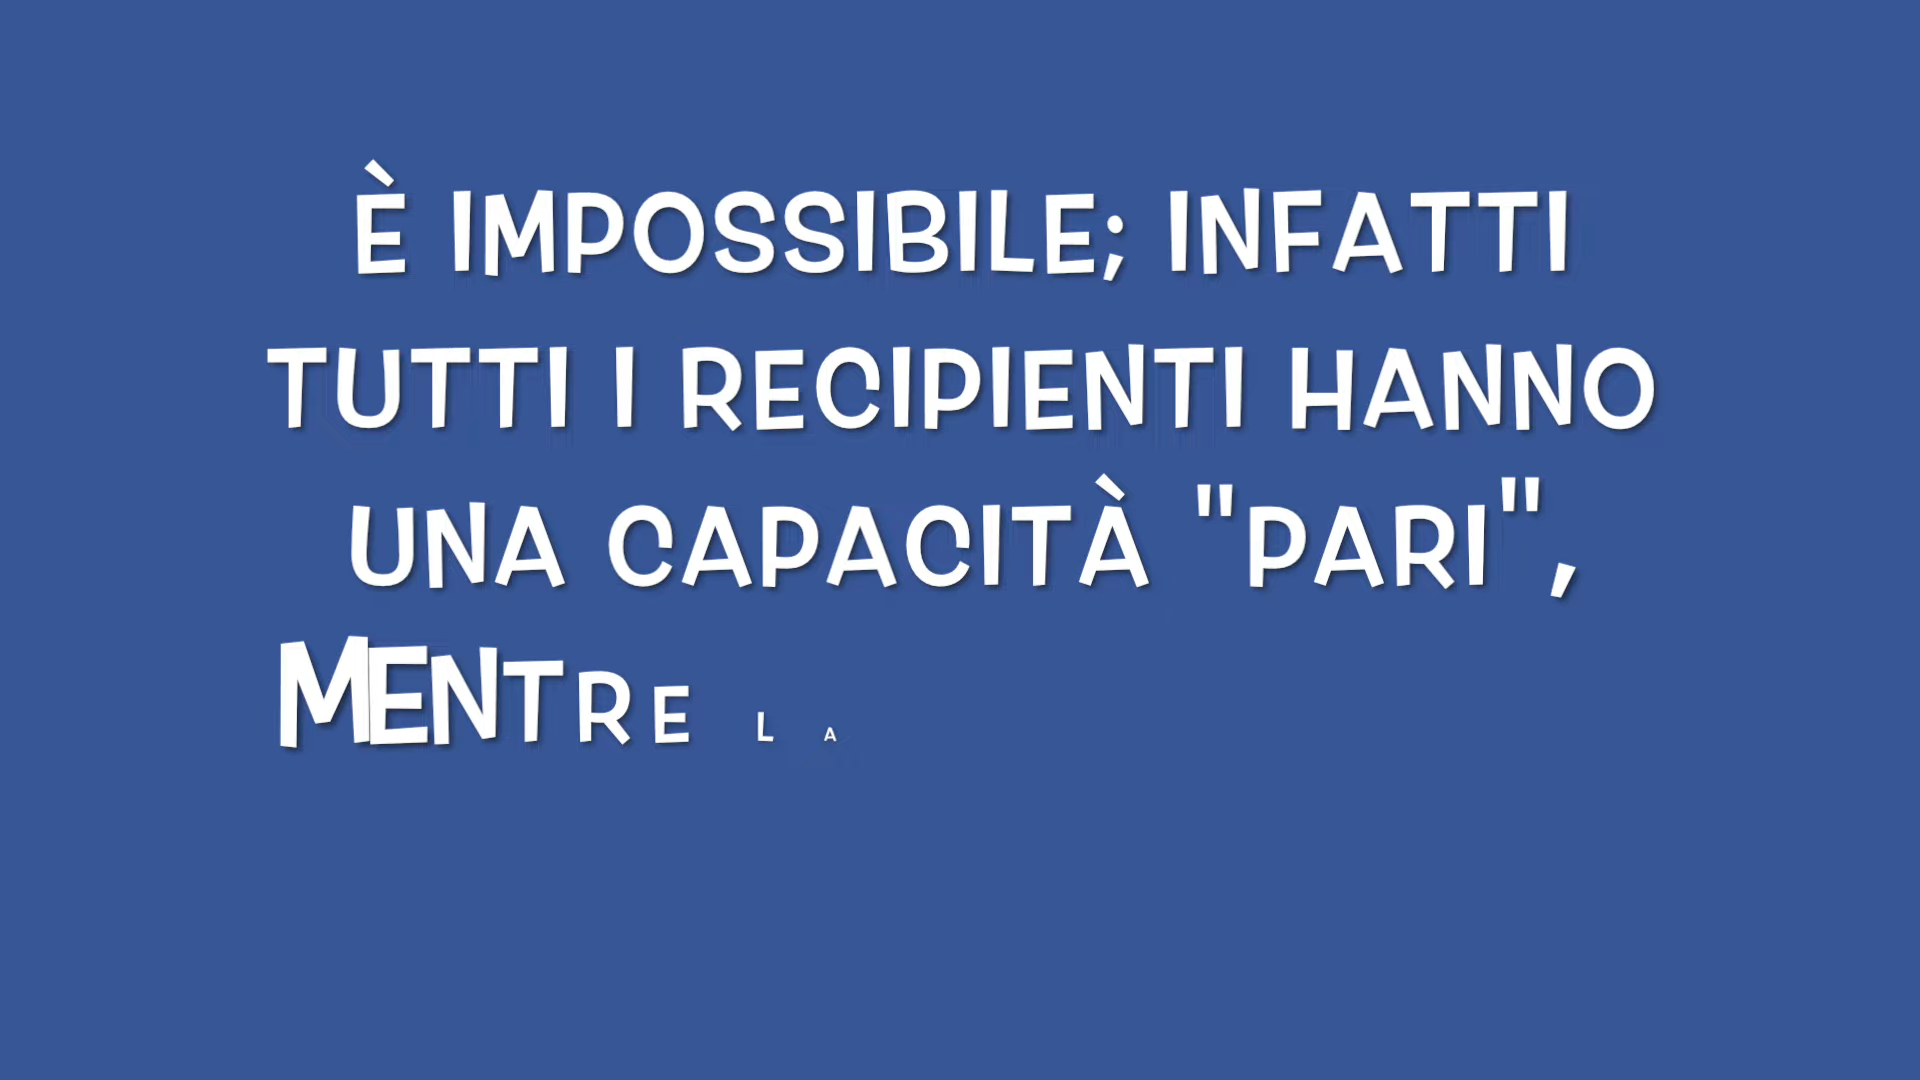 È IMPOSSIBILE; INFATTI
TUTTI I RECIPIENTI HANNO
UNA CAPACITÀ "PARI",
MENTRE LA